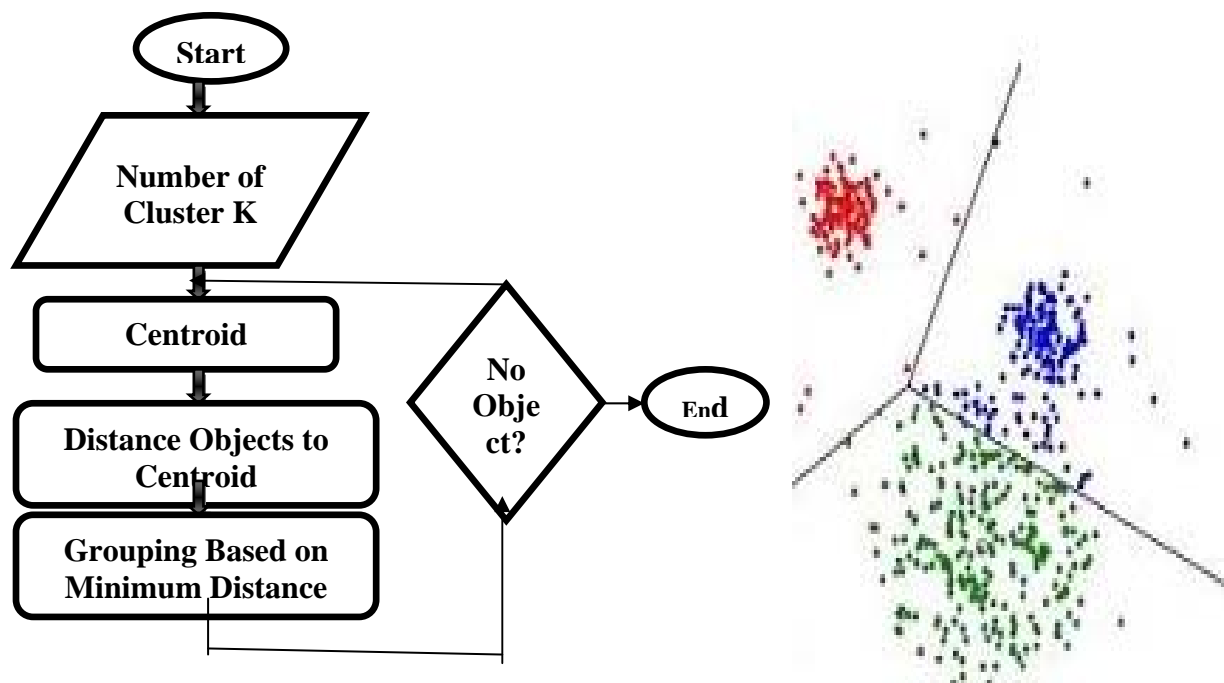 Start
Number of
Cluster K
Centroid
Distance Objects to
Centroid
Grouping Based on
Minimum Distance
No
Obje
ct?
End